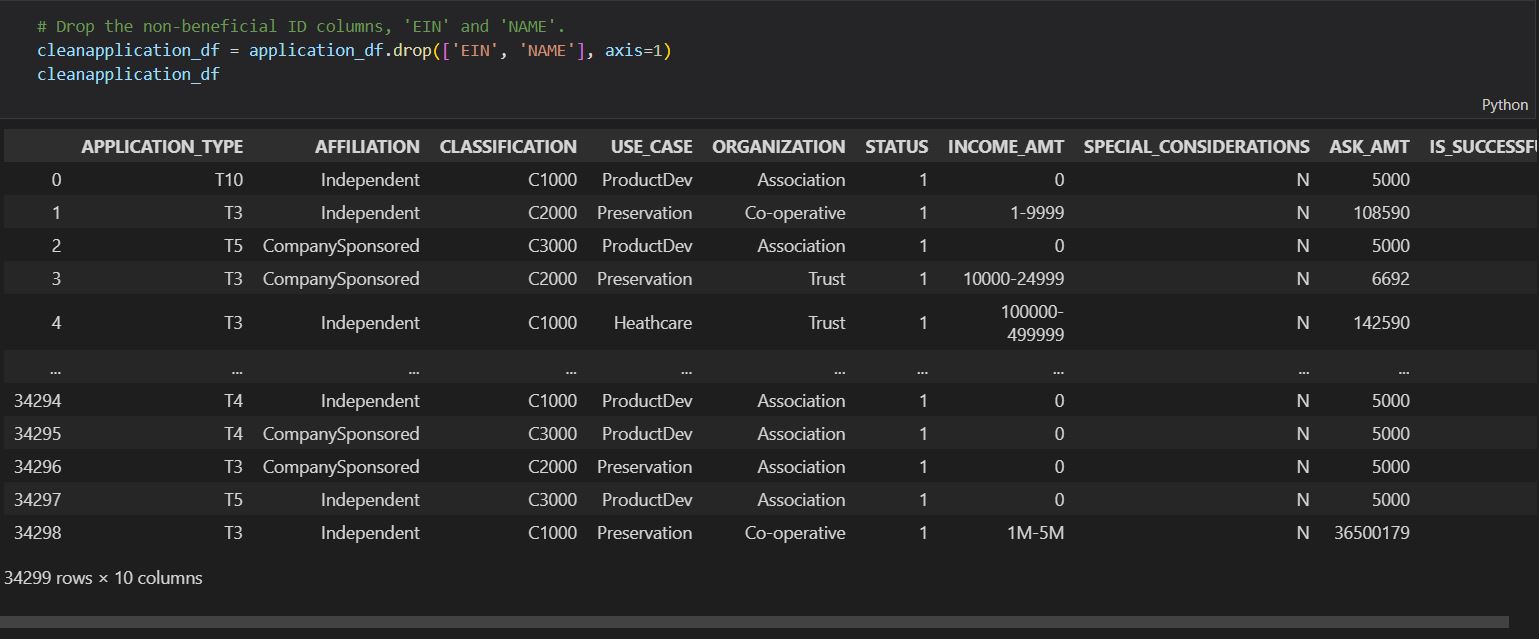 # Drop the non-beneficial ID columns, 'EIN' and 'NAME'.
cleanapplication_df = application_df.drop(['EIN', 'NAME'], axis=1)
cleanapplication_df
Python
APPLICATION_TYPE AFFILIATION CLASSIFICATION USE_CASE ORGANIZATION STATUS INCOME_AMT SPECIAL_CONSIDERATIONS ASK_AMT IS_SUCCESSFU
0 T10 Independent C1000 ProductDev Association 1 0 N 5000
1 T3 Independent C2000 Preservation Co-operative 1 1-9999 N 108590
2 T5 CompanySponsored C3000 ProductDev Association 1 0 N 5000
3 T3 CompanySponsored C2000 Preservation Trust 1 10000-24999 N 6692
4 T3 Independent C1000 Heathcare Trust 1 100000-
499999 N 142590
... ... ... ... ... ... ... ... ... ...
34294 T4 Independent C1000 ProductDev Association 1 0 N 5000
34295 T4 CompanySponsored C3000 ProductDev Association 1 0 N 5000
34296 T3 CompanySponsored C2000 Preservation Association 1 0 N 5000
34297 T5 Independent C3000 ProductDev Association 1 0 N 5000
34298 T3 Independent C1000 Preservation Co-operative 1 1M-5M N 36500179
34299 rows × 10 columns